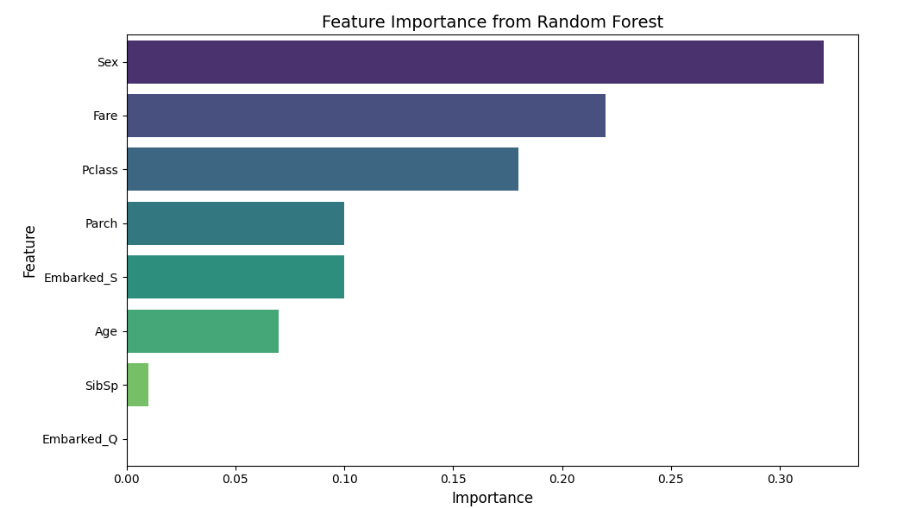 Feature Importance from Random Forest
Feature
Sex
Fare
Pclass
Parch
Embarked_S
Age
SibSp
Embarked_Q
0.00 0.05 0.10 0.15 0.20 0.25 0.30
Importance